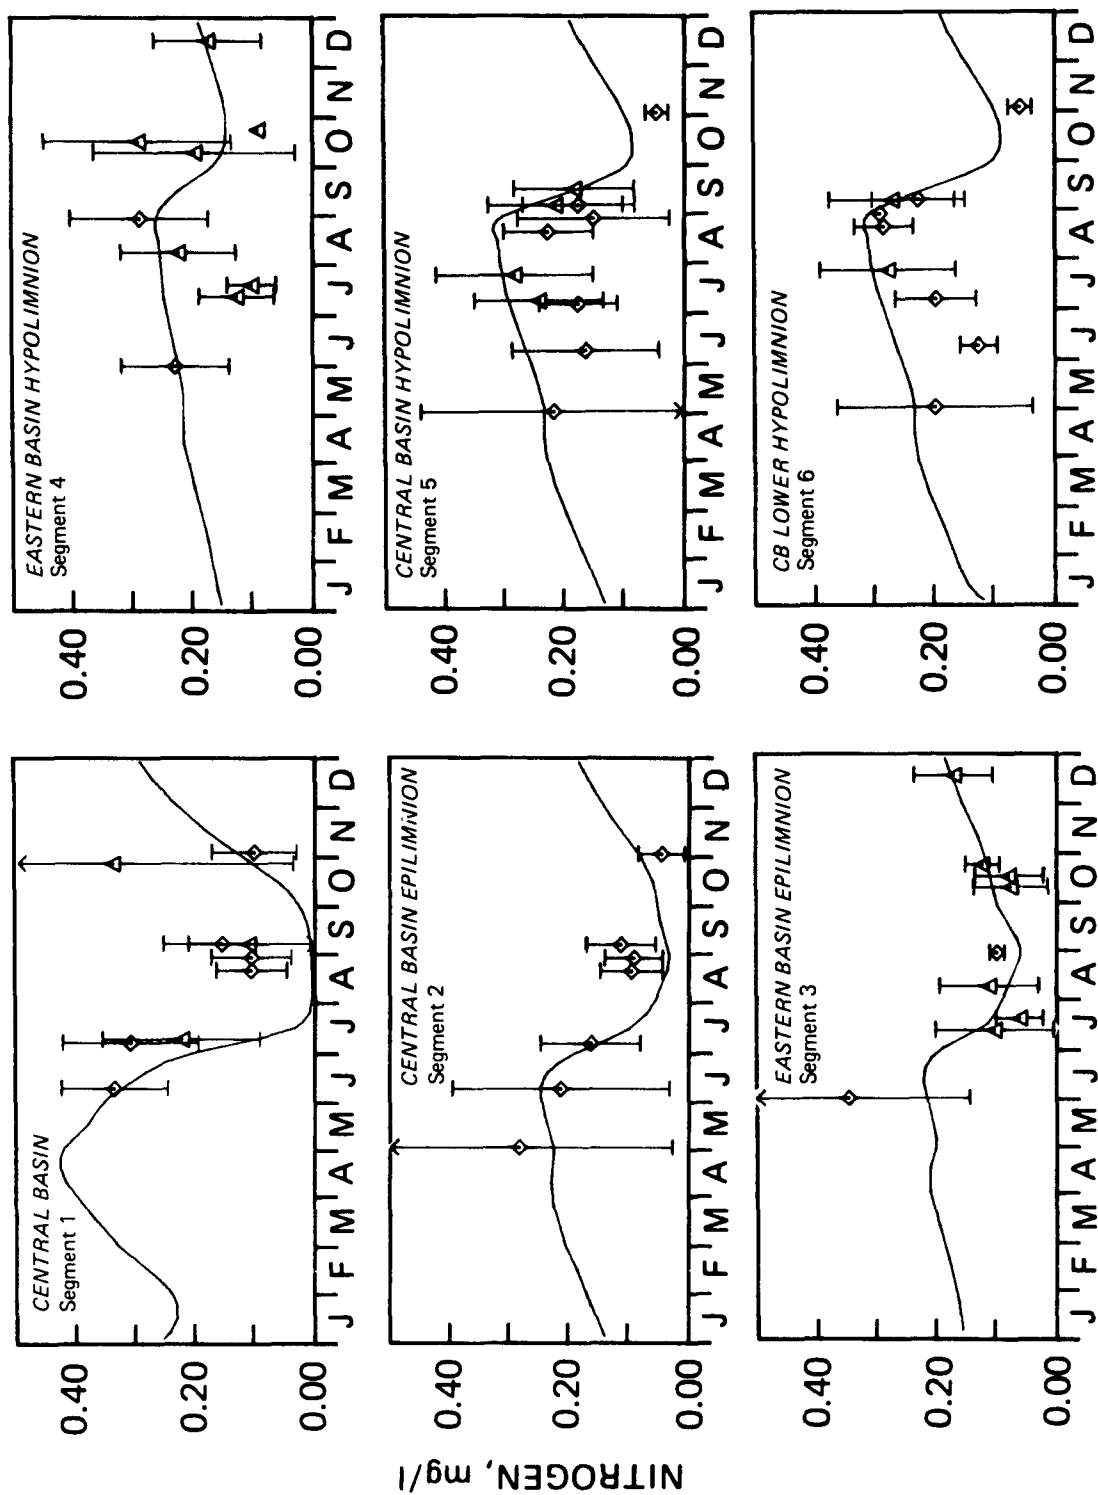 NITROGEN, mg/l
CENTRAL BASIN
Segment 1
0.40
0.20
0.00
J F M A M J J A S O N D
EASTERN BASIN HYPOLIMNION
Segment 4
0.40
0.20
0.00
J F M A M J J A S O N D
CENTRAL BASIN EPILIMNION
Segment 2
0.40
0.20
0.00
J F M A M J J A S O N D
CENTRAL BASIN HYPOLIMNION
Segment 5
0.40
0.20
0.00
J F M A M J J A S O N D
EASTERN BASIN EPILIMNION
Segment 3
0.40
0.20
0.00
J F M A M J J A S O N D
CB LOWER HYPOLIMNION
Segment 6
0.40
0.20
0.00
J F M A M J J A S O N D